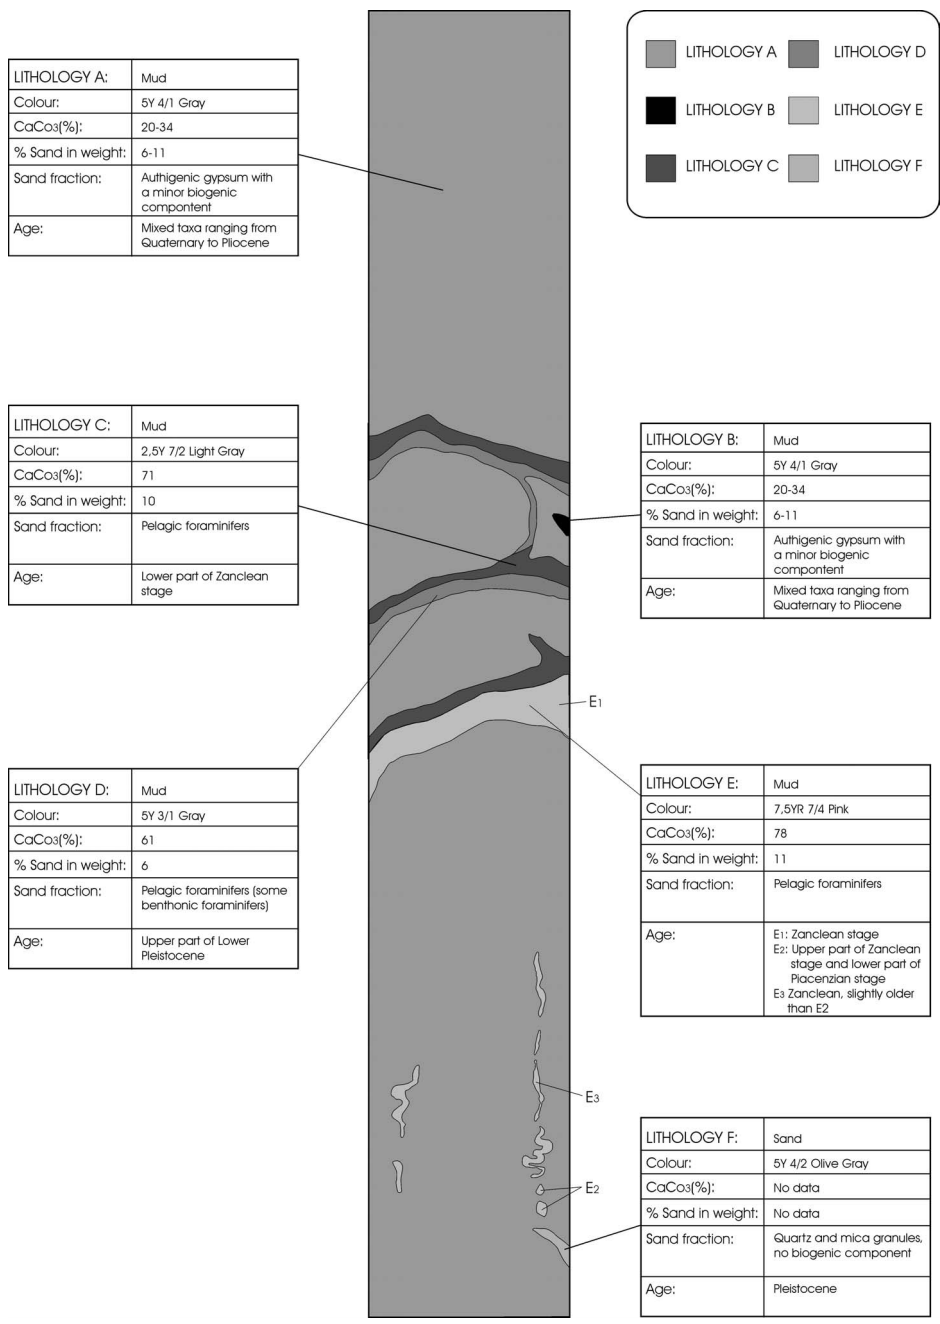 LITHOLOGY A
LITHOLOGY D
LITHOLOGY B
LITHOLOGY E
LITHOLOGY C
LITHOLOGY F
LITHOLOGY A: Mud
Colour: 5Y 4/1 Gray
CaCo3(%): 20-34
% Sand in weight: 6-11
Sand fraction: Authigenic gypsum with
a minor biogenic
compontent
Age: Mixed taxa ranging from
Quaternary to Pliocene
LITHOLOGY C: Mud
Colour: 2,5Y 7/2 Light Gray
CaCo3(%): 71
% Sand in weight: 10
Sand fraction: Pelagic foraminifers
Age: Lower part of Zanclean
stage
LITHOLOGY B: Mud
Colour: 5Y 4/1 Gray
CaCo3(%): 20-34
% Sand in weight: 6-11
Sand fraction: Authigenic gypsum with
a minor biogenic
compontent
Age: Mixed taxa ranging from
Quaternary to Pliocene
E1
LITHOLOGY D: Mud
Colour: 5Y 3/1 Gray
CaCo3(%): 61
% Sand in weight: 6
Sand fraction: Pelagic foraminifers (some
benthonic foraminifers)
Age: Upper part of Lower
Pleistocene
LITHOLOGY E: Mud
Colour: 7,5YR 7/4 Pink
CaCo3(%): 78
% Sand in weight: 11
Sand fraction: Pelagic foraminifers
Age: E1: Zanclean stage
E2: Upper part of Zanclean
stage and lower part of
Piacenzian stage
E3 Zanclean, slightly older
than E2
E3
E2
LITHOLOGY F: Sand
Colour: 5Y 4/2 Olive Gray
CaCo3(%): No data
% Sand in weight: No data
Sand fraction: Quartz and mica granules,
no biogenic component
Age: Pleistocene